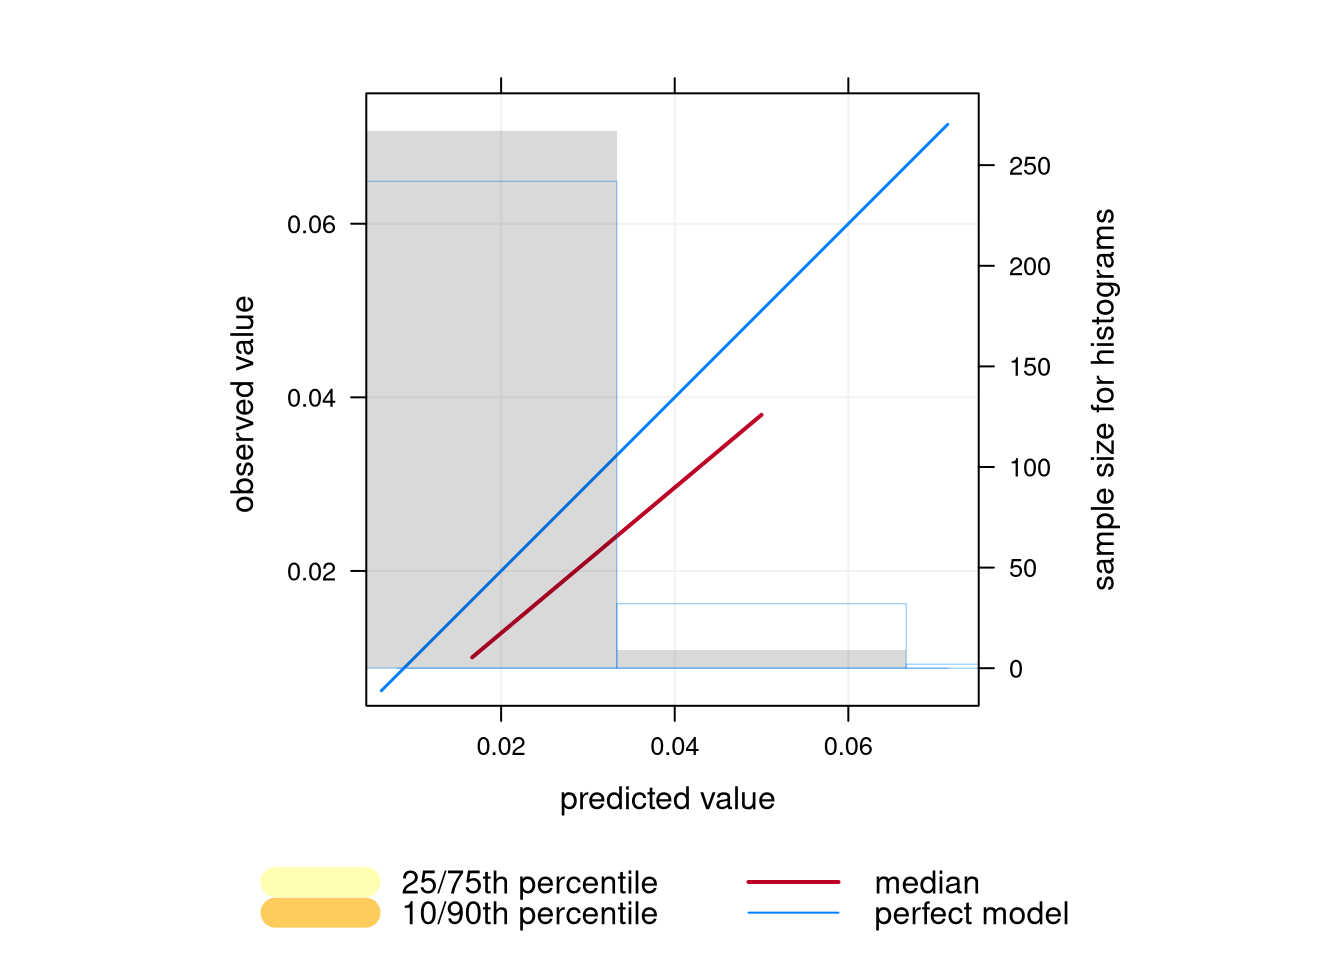 250
0.06
200
150
0.04
100
50
0.02
0
observed value
sample size for histograms
0.02 0.04 0.06
predicted value
25/75th percentile median
10/90th percentile perfect model